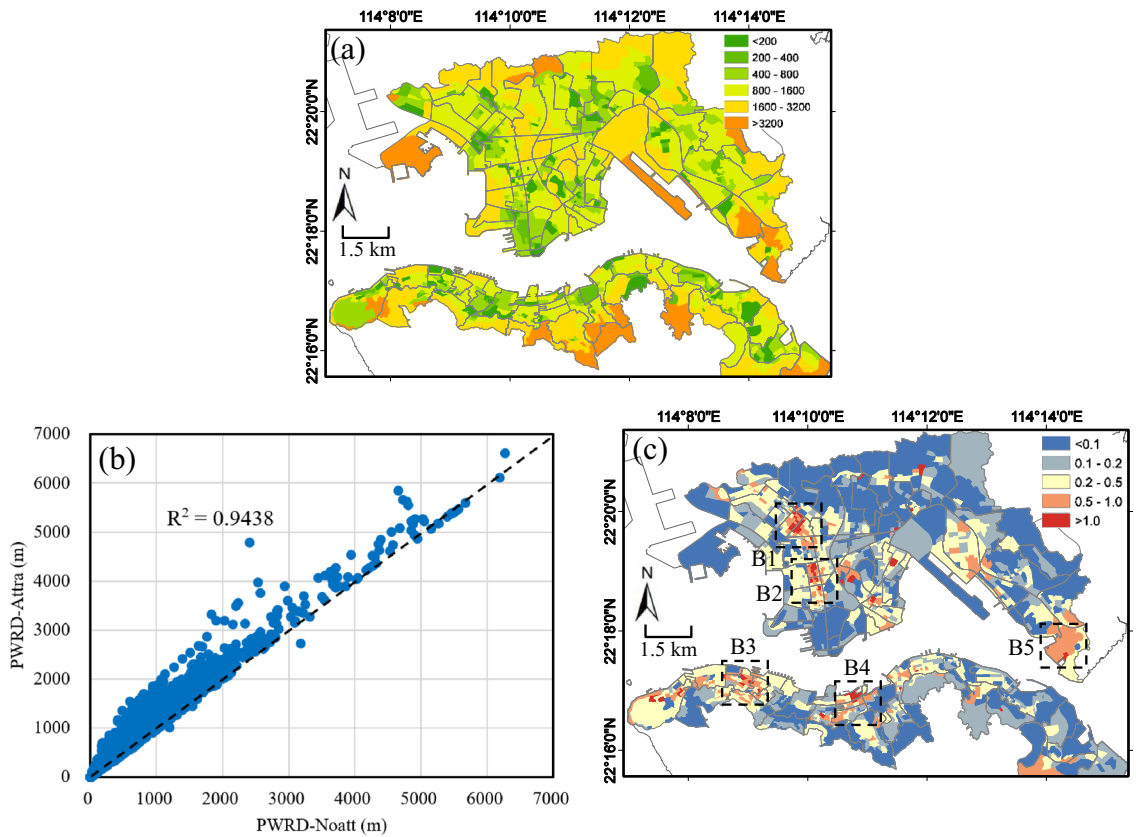 114°8'0"E 114°10'0"E 114°12'0"E 114°14'0"E
(a)
<200
200 - 400
400 - 800
800 - 1600
1600 - 3200
>3200
22°20'0"N
22°18'0"N
22°16'0"N
N
1.5 km
(b)
R² = 0.9438
PWRD-Attra (m)
7000
6000
5000
4000
3000
2000
1000
0
0 1000 2000 3000 4000 5000 6000 7000
PWRD-Noatt (m)
114°8'0"E 114°10'0"E 114°12'0"E 114°14'0"E
(c)
<0.1
0.1 - 0.2
0.2 - 0.5
0.5 - 1.0
>1.0
22°20'0"N
22°18'0"N
22°16'0"N
B1
B2
N
1.5 km
B5
B3
B4